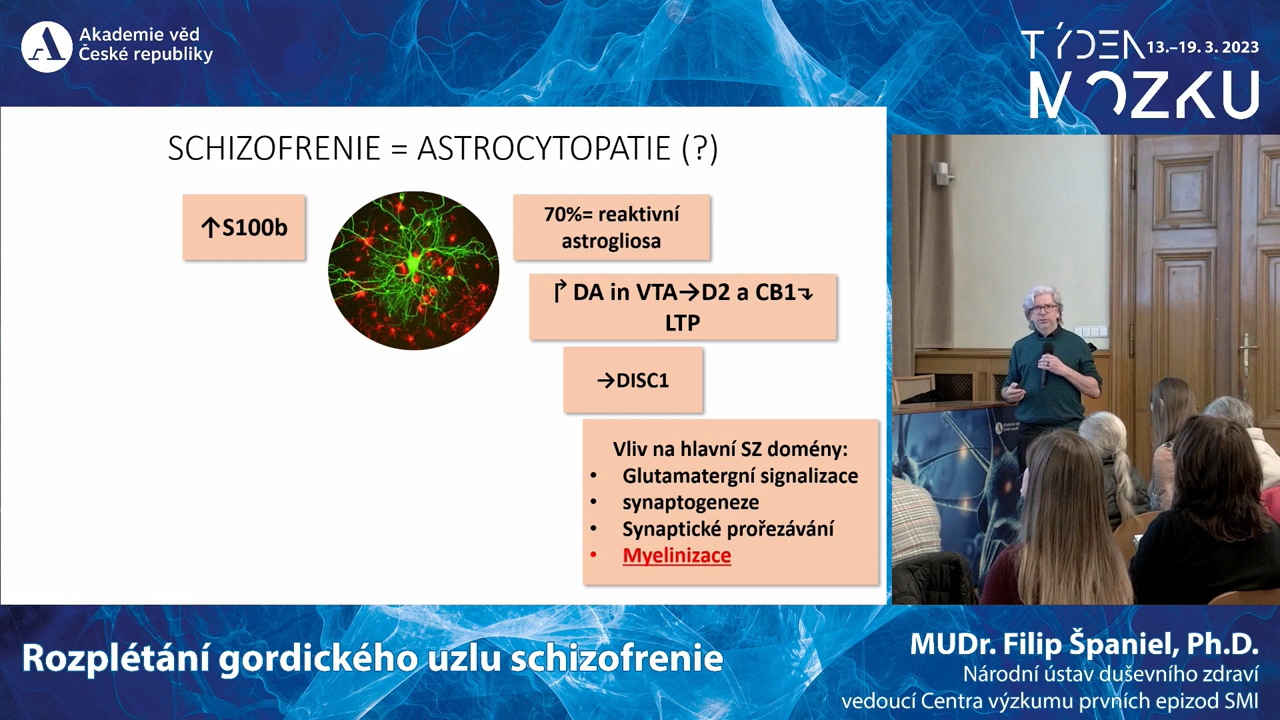 Akademie věd
České republiky
TÝDEN 13.–19. 3. 2023
MOZKU
SCHIZOFRENIE = ASTROCYTOPATIE (?)
↑S100b
70%= reaktivní
astrogliosa
↱ DA in VTA→D2 a CB1↴
LTP
→DISC1
Vliv na hlavní SZ domény:
• Glutamatergní signalizace
• synaptogeneze
• Synaptické prořezávání
• Myelinizace
Rozplétání gordického uzlu schizofrenie
MUDr. Filip Španiel, Ph.D.
Národní ústav duševního zdraví
vedoucí Centra výzkumu prvních epizod SMI